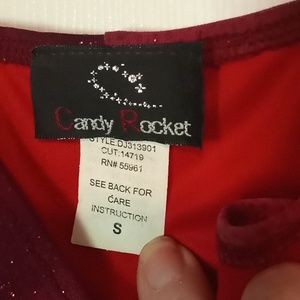 Candy Rocket
STYLE:DJ313901
CUT:14719
RN# 55961
SEE BACK FOR
CARE
INSTRUCTION
S